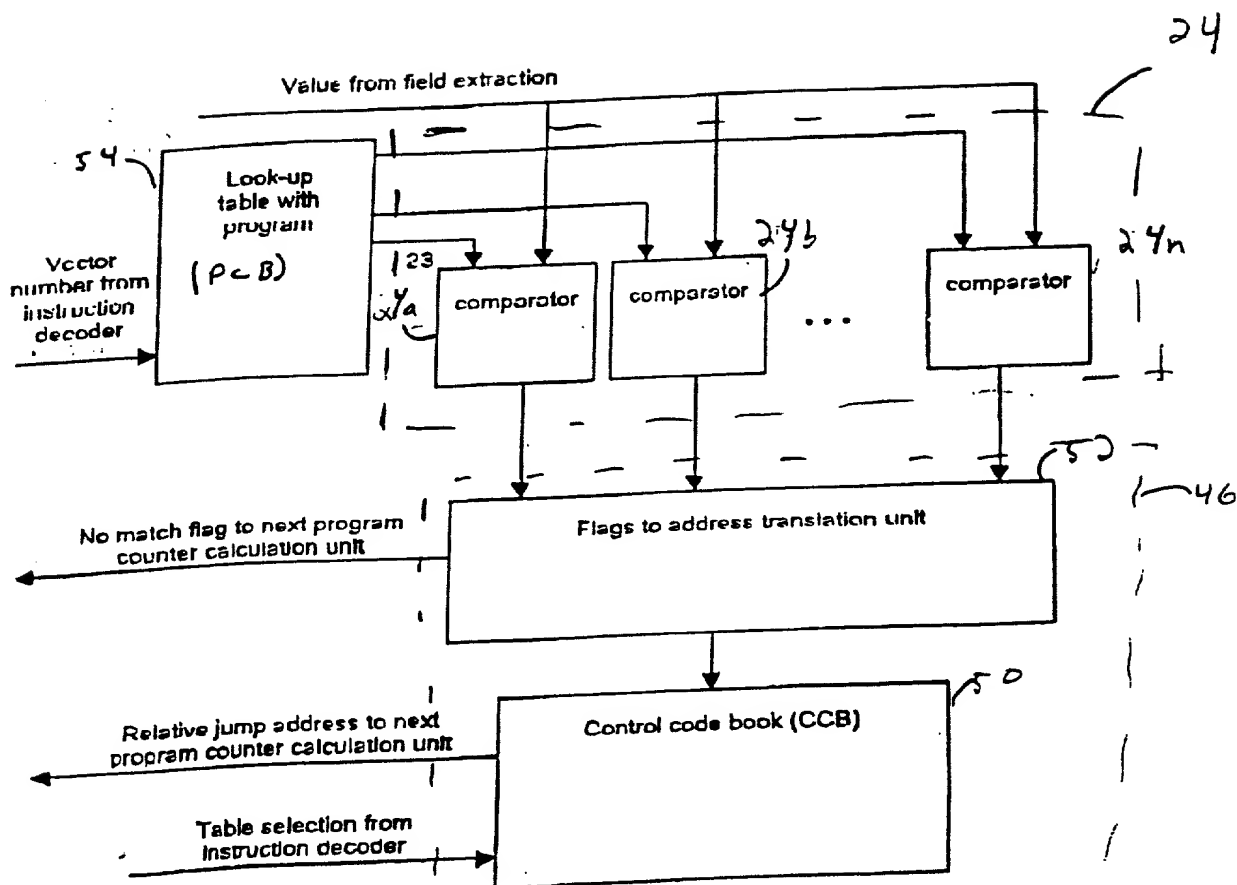 24
Value from field extraction
54
Look-up
table with
program
(PCB)
Vector
number from
instruction
decoder
23
24a
comparator
24b
comparator
...
24n
comparator
52
46
No match flag to next program
counter calculation unit
Flags to address translation unit
50
Relative jump address to next
program counter calculation unit
Control code book (CCB)
Table selection from
instruction decoder